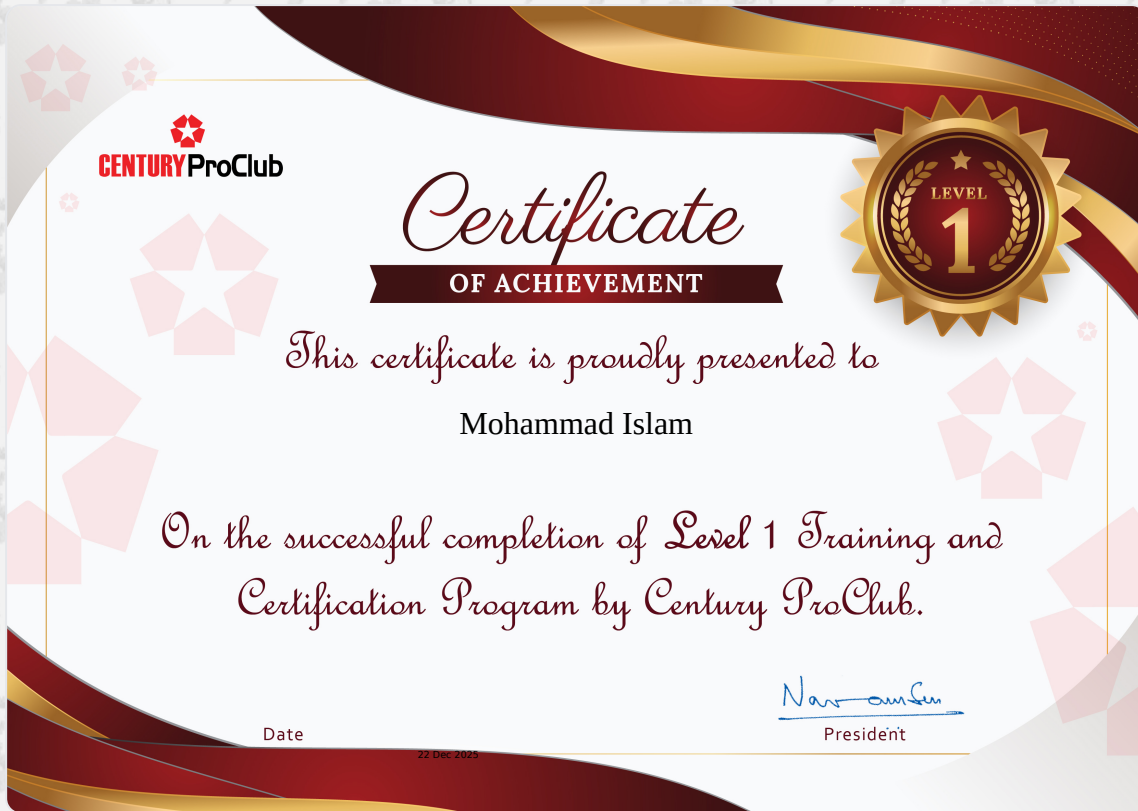 CENTURY ProClub
LEVEL
1
Certificate
OF ACHIEVEMENT
This certificate is proudly presented to
Mohammad Islam
On the successful completion of Level 1 Training and
Certification Program by Century ProClub.
Date
President
22 Dec 2025